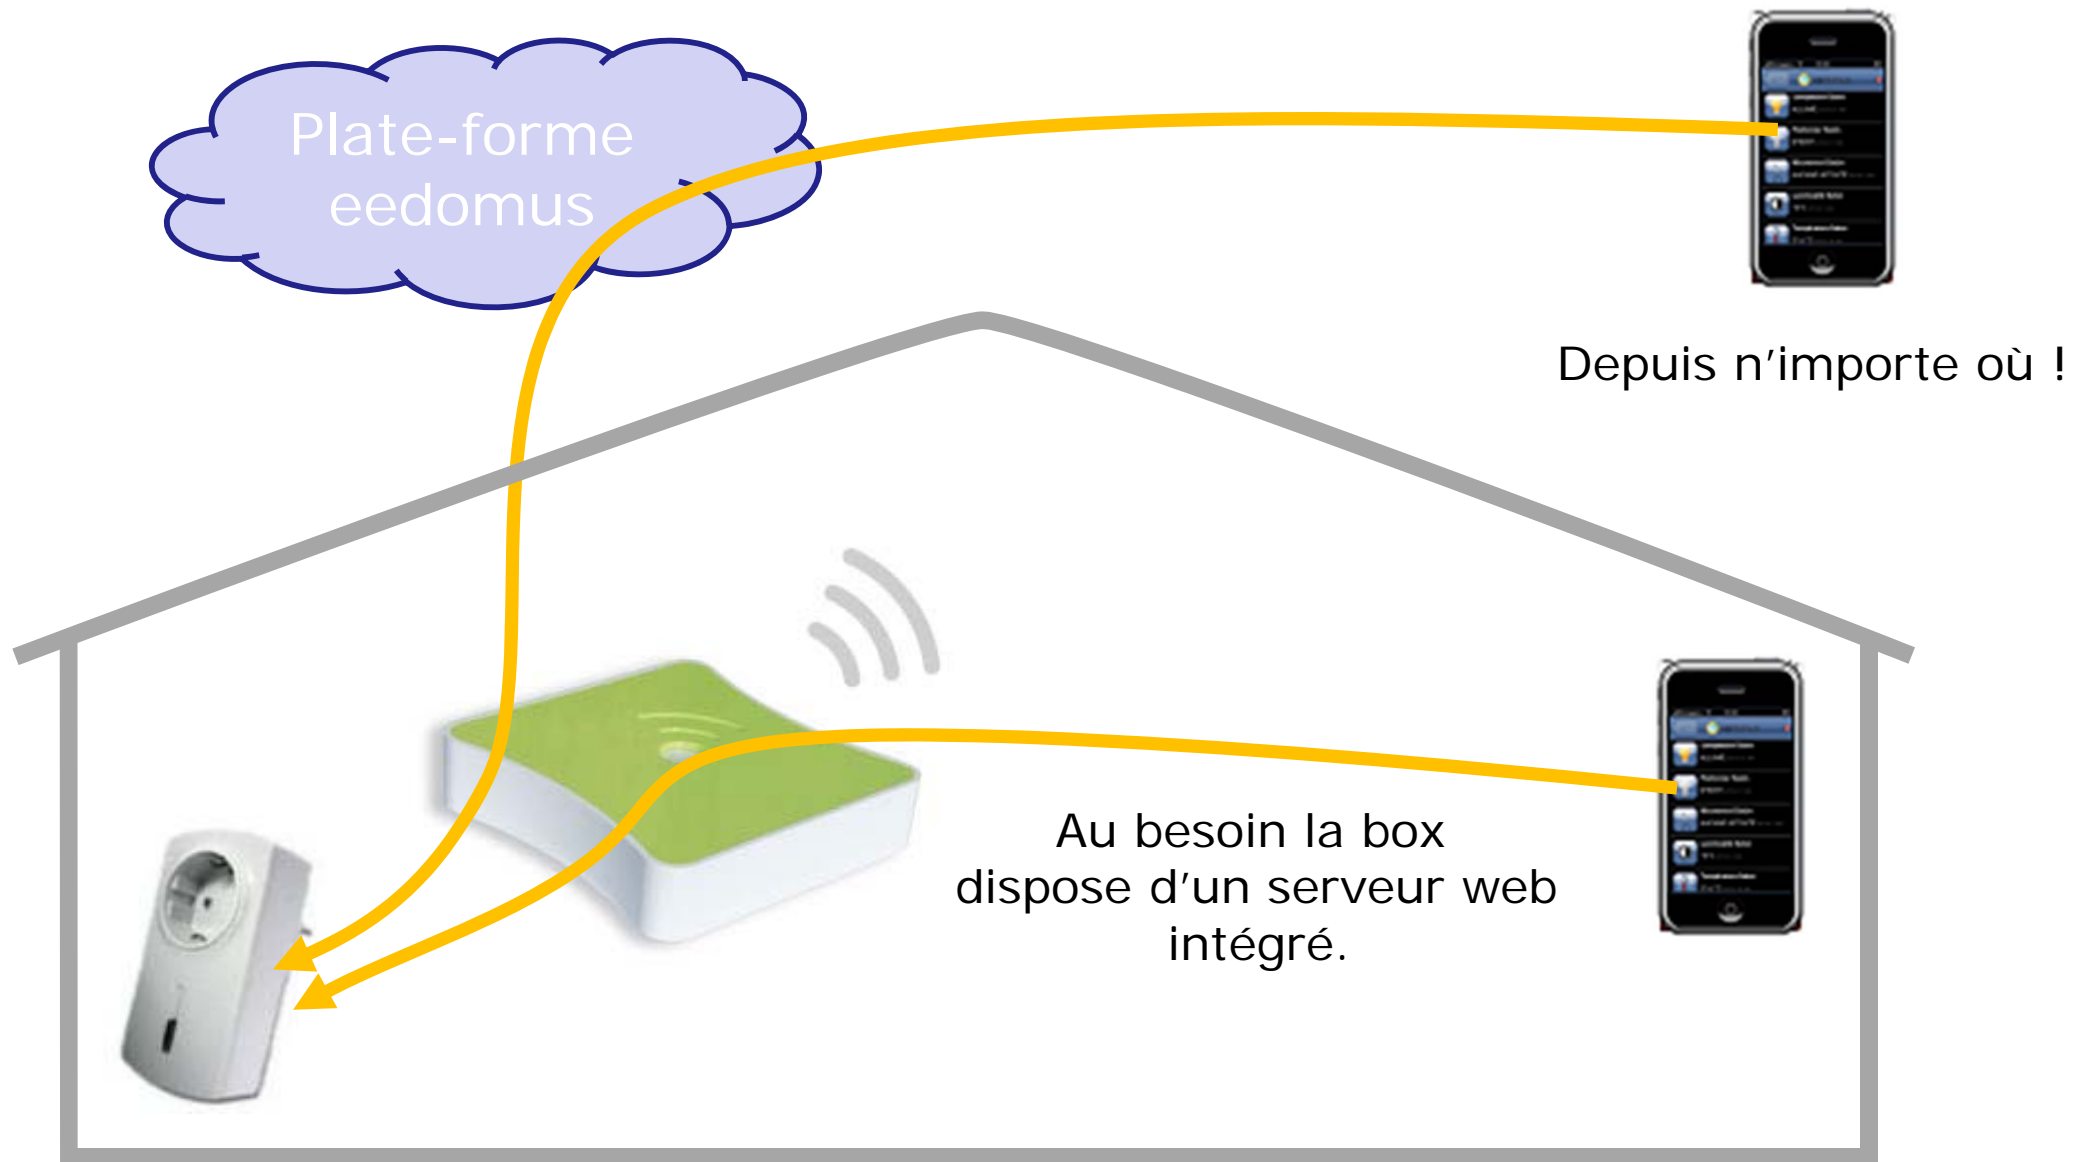 Plate-forme
eedomus
Depuis n’importe où !
Au besoin la box
dispose d’un serveur web
intégré.